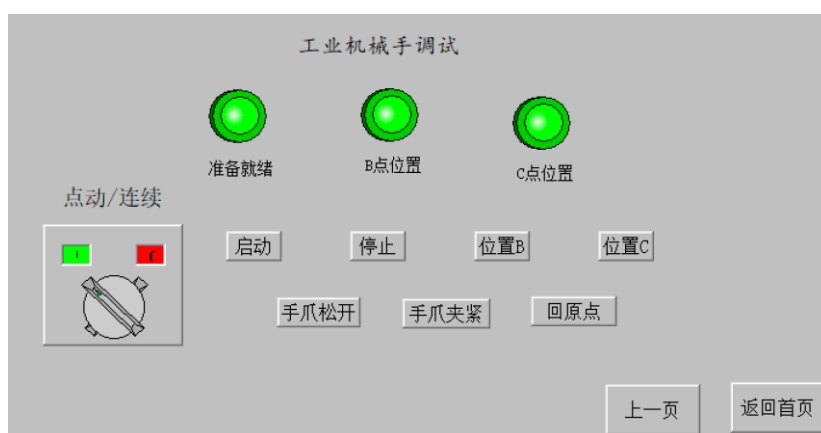 工业机械手调试
准备就绪
B点位置
C点位置
点动/连续
启动
停止
位置B
位置C
手爪松开
手爪夹紧
回原点
上一页
返回首页